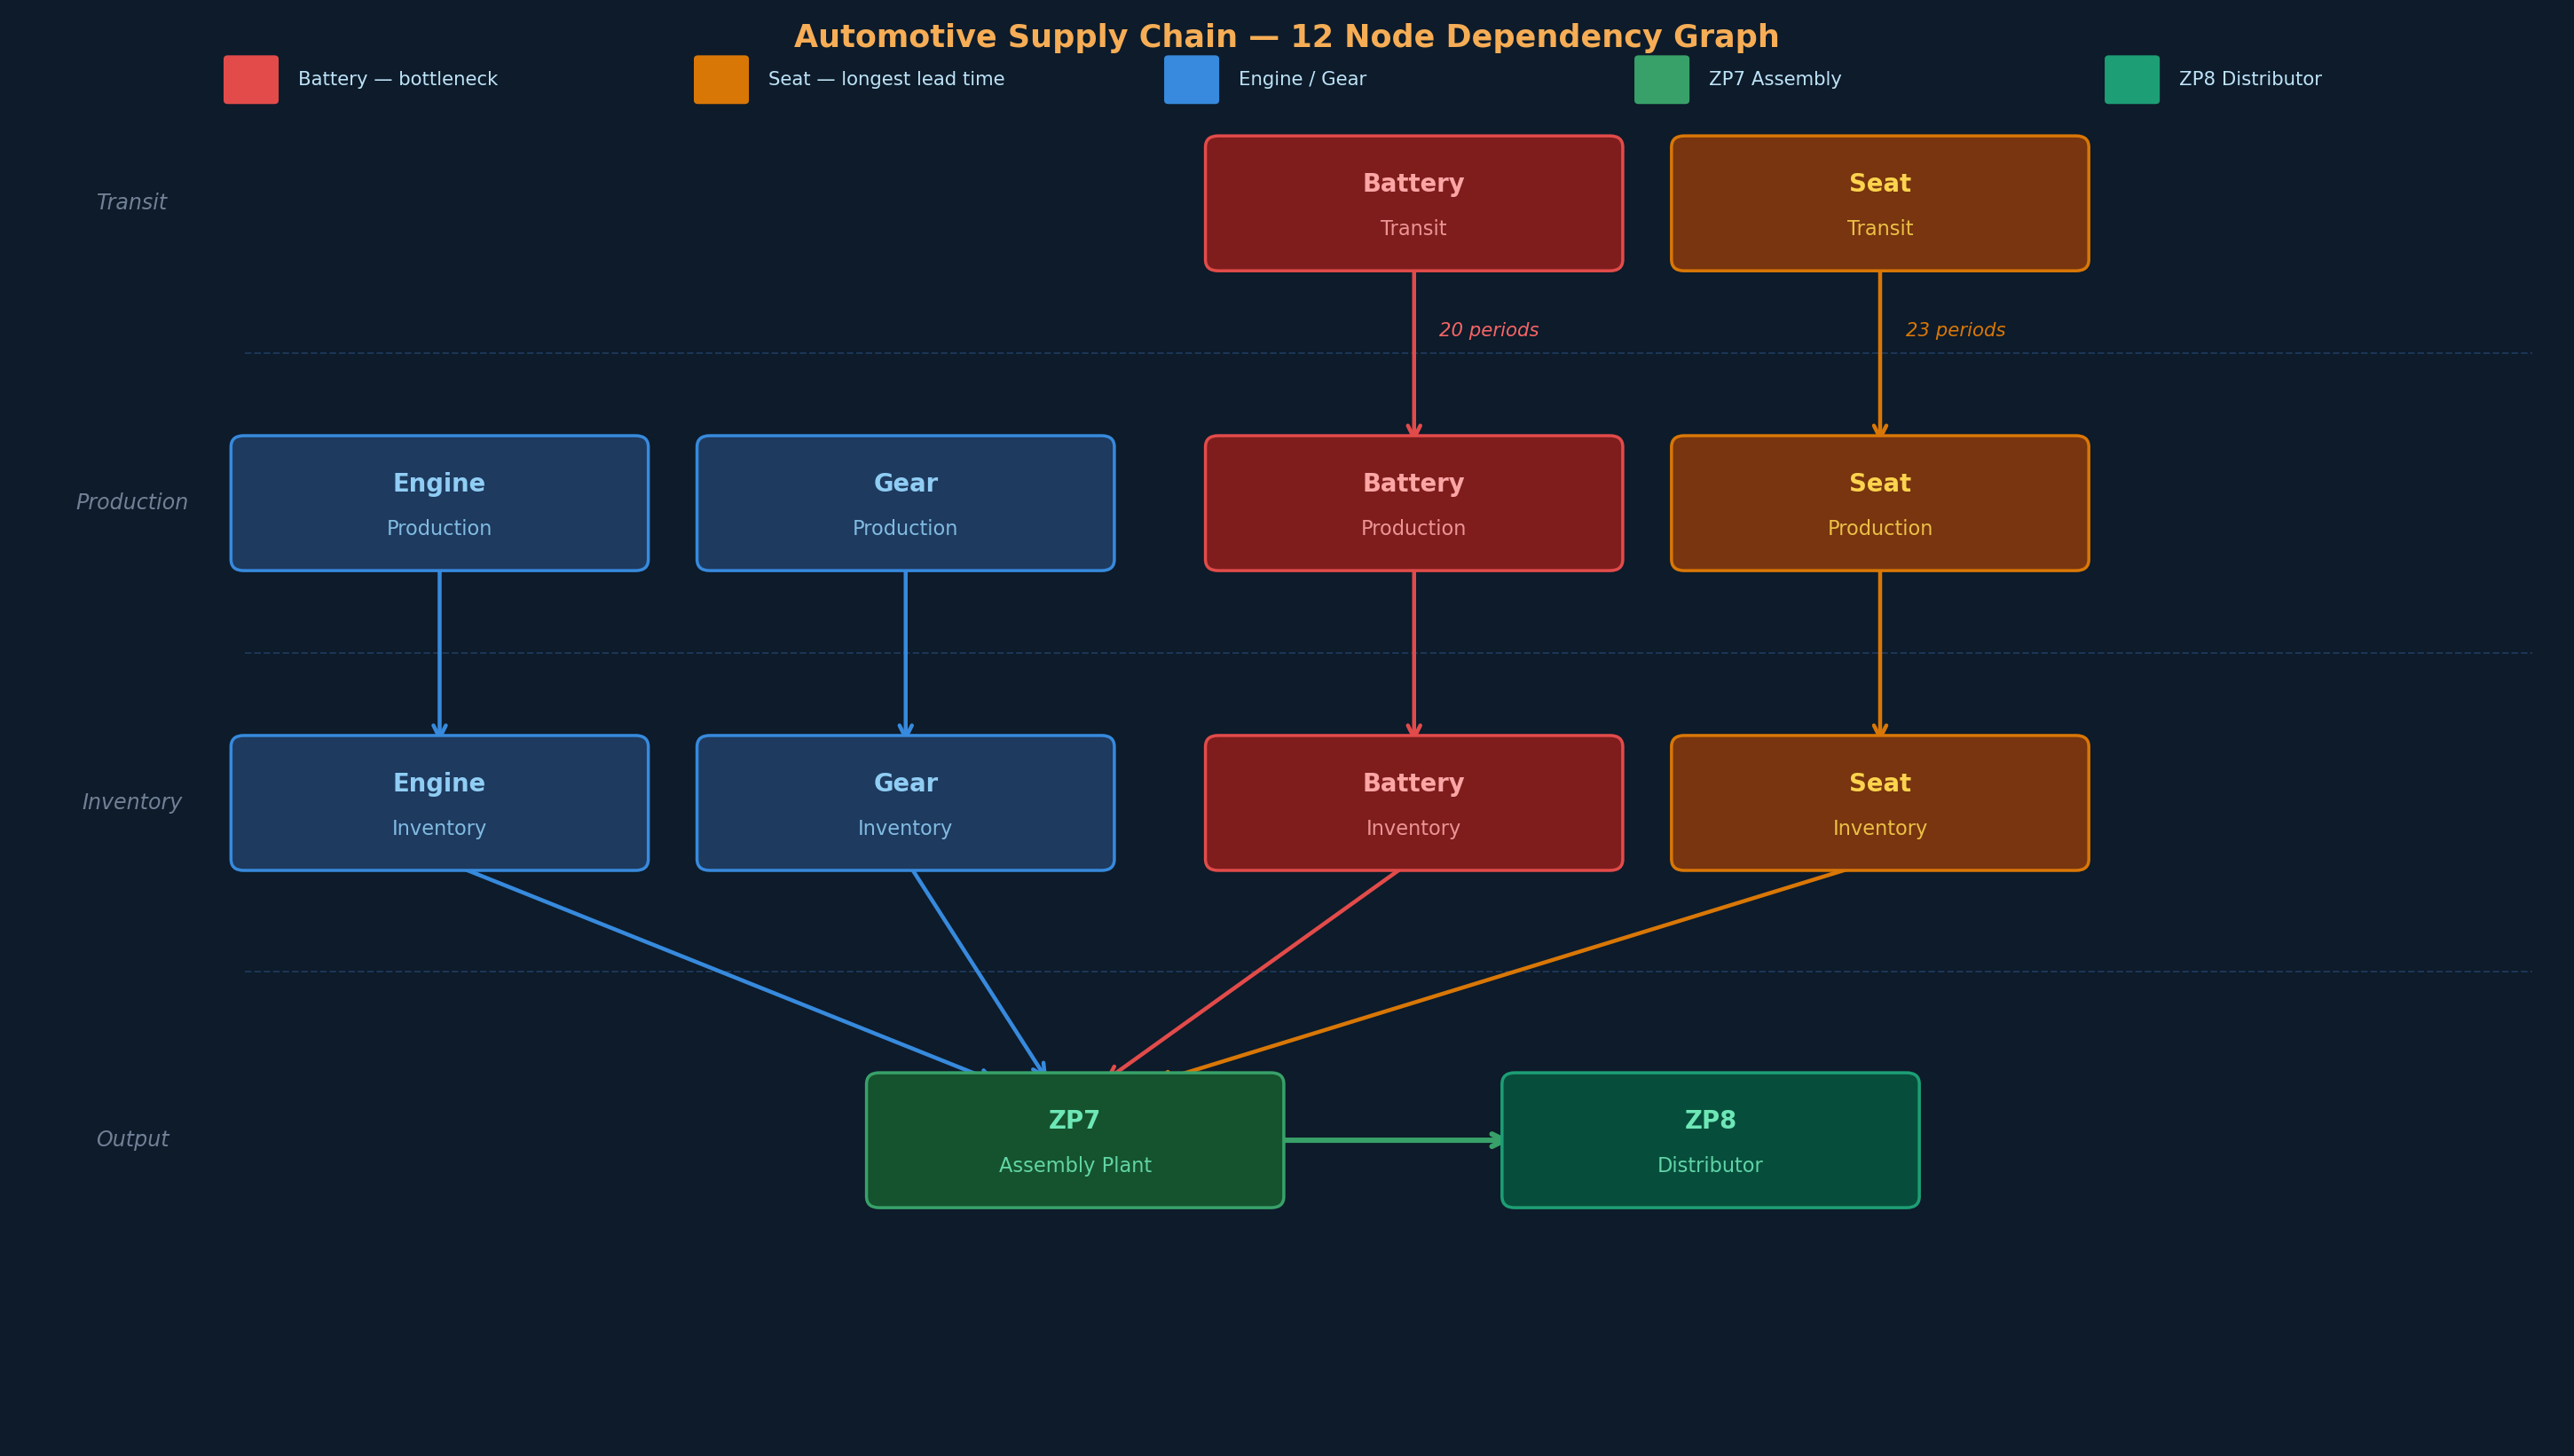 Automotive Supply Chain — 12 Node Dependency Graph
Battery — bottleneck
Seat — longest lead time
Engine / Gear
ZP7 Assembly
ZP8 Distributor
Transit
Battery
Transit
Seat
Transit
20 periods
23 periods
Production
Engine
Production
Gear
Production
Battery
Production
Seat
Production
Inventory
Engine
Inventory
Gear
Inventory
Battery
Inventory
Seat
Inventory
Output
ZP7
Assembly Plant
ZP8
Distributor